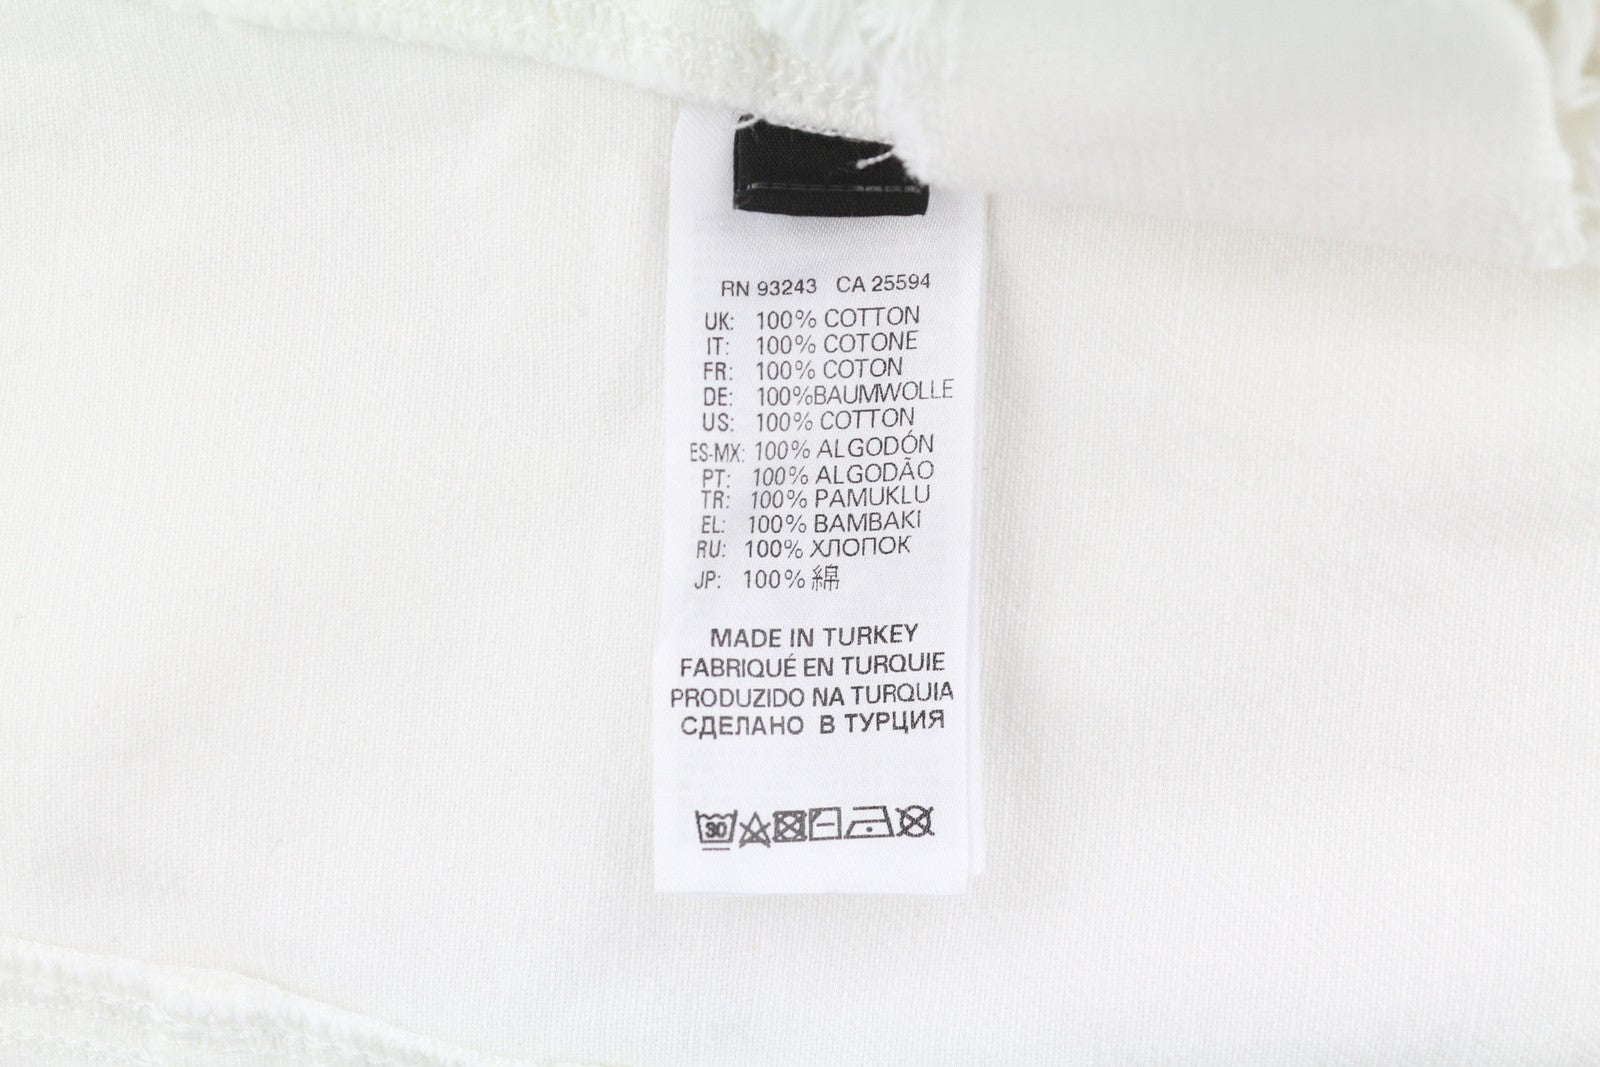 RN 93243 CA 25594
UK: 100% COTTON
IT: 100% COTONE
FR: 100% COTON
DE: 100%BAUMWOLLE
US: 100% COTTON
ES-MX: 100% ALGODÓN
PT: 100% ALGODÃO
TR: 100% PAMUKLU
EL: 100% BAMBAKI
RU: 100% ХЛОПОК
JP: 100% 綿
MADE IN TURKEY
FABRIQUÉ EN TURQUIE
PRODUZIDO NA TURQUIA
СДЕЛАНО В ТУРЦИЯ
30